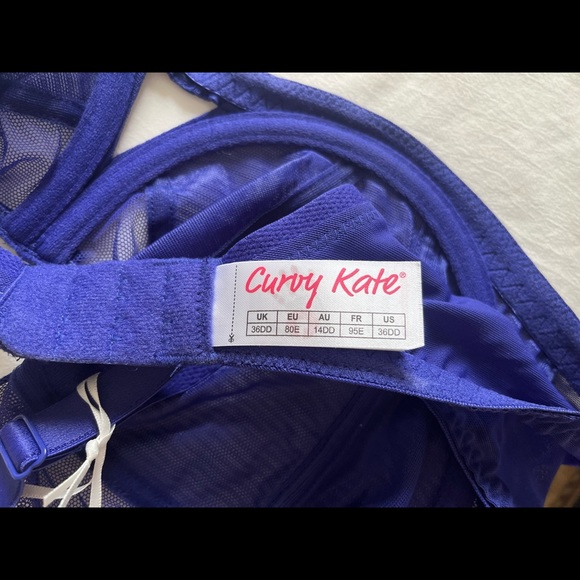 Curvy Kate®
UK EU AU FR US
36DD 80E 14DD 95E 36DD